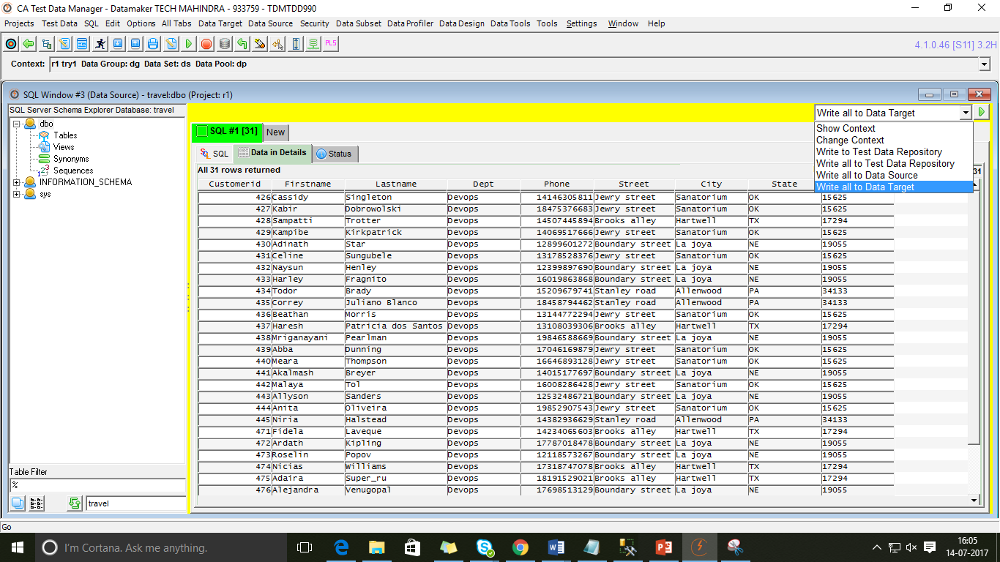 CA Test Data Manager - Datamaker TECH MAHINDRA - 933759 - TDMTDD990
Projects Test Data SQL Edit Options All Tabs Data Target Data Source Security Data Subset Data Profiler Data Design Data Tools Tools Settings Window Help
PLS
4.1.0.46 [S11] 3.2H
Context: r1 try1 Data Group: dg Data Set: ds Data Pool: dp
SQL Window #3 (Data Source) - travel:dbo (Project: r1)
SQL Server Schema Explorer Database: travel
dbo
Tables
Views
Synonyms
Sequences
INFORMATION_SCHEMA
sys
Table Filter
%
travel
Write all to Data Target
Show Context
Change Context
Write to Test Data Repository
Write all to Test Data Repository
Write all to Data Source
Write all to Data Target
SQL #1 [31] New
SQL Data in Details Status
All 31 rows returned 31
Customerid Firstname Lastname Dept Phone Street City State
426 Cassidy Singleton Devops 14146305811 Jewry street Sanatorium OK 15625
427 Kabir Dobrowolski Devops 18475376683 Jewry street Sanatorium OK 15625
428 Sampatti Trotter Devops 14507445894 Brooks alley Hartwell TX 17294
429 Kampibe Kirkpatrick Devops 14069517666 Jewry street Sanatorium OK 15625
430 Adinath Star Devops 12899601272 Boundary street La joya NE 19055
431 Celine Sungubele Devops 13178528376 Jewry street Sanatorium OK 15625
432 Naysun Henley Devops 12399897690 Boundary street La joya NE 19055
433 Harley Fragnito Devops 16019863868 Boundary street La joya NE 19055
434 Todor Brady Devops 15209679741 Stanley road Allenwood PA 34133
435 Correy Juliano Blanco Devops 18458794462 Stanley road Allenwood PA 34133
436 Beathan Morris Devops 13144772294 Jewry street Sanatorium OK 15625
437 Haresh Patricia dos Santos Devops 13108039306 Brooks alley Hartwell TX 17294
438 Mriganayani Pearlman Devops 19846588669 Boundary street La joya NE 19055
439 Abba Dunning Devops 17046169879 Jewry street Sanatorium OK 15625
440 Meara Thompson Devops 16646893128 Jewry street Sanatorium OK 15625
441 Akalmash Breyer Devops 14015177697 Boundary street La joya NE 19055
442 Malaya Tol Devops 16008286428 Jewry street Sanatorium OK 15625
443 Allyson Sanders Devops 12532486721 Boundary street La joya NE 19055
444 Anita Oliveira Devops 19852907543 Jewry street Sanatorium OK 15625
445 Niria Halstead Devops 14382936629 Stanley road Allenwood PA 34133
471 Fidela Laveque Devops 14234065603 Brooks alley Hartwell TX 17294
472 Ardath Kipling Devops 17787018478 Boundary street La joya NE 19055
473 Roselin Popov Devops 12118573267 Boundary street La joya NE 19055
474 Nicias Williams Devops 17318747078 Brooks alley Hartwell TX 17294
475 Adaira Super_ru Devops 18191529021 Brooks alley Hartwell TX 17294
476 Alejandra Venugopal Devops 17698513129 Boundary street La joya NE 19055
Go
I'm Cortana. Ask me anything.
16:05
14-07-2017